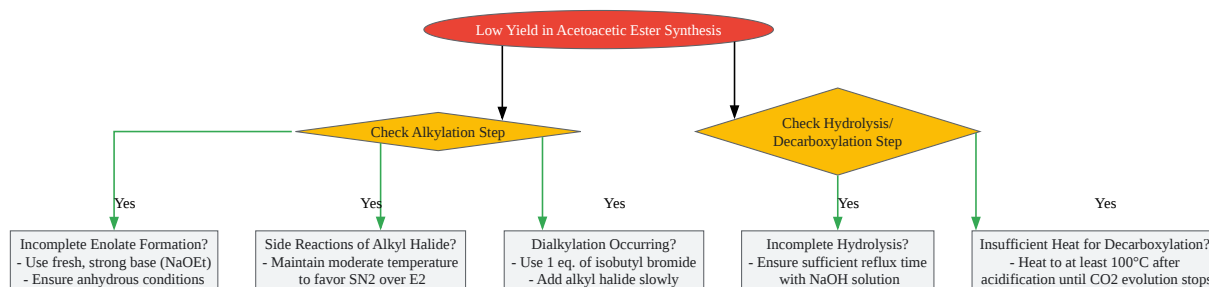 Low Yield in Acetoacetic Ester Synthesis
Check Alkylation Step
Check Hydrolysis/
Decarboxylation Step
Yes
Yes
Yes
Yes
Yes
Incomplete Enolate Formation?
- Use fresh, strong base (NaOEt)
- Ensure anhydrous conditions
Side Reactions of Alkyl Halide?
- Maintain moderate temperature
to favor SN2 over E2
Dialkylation Occurring?
- Use 1 eq. of isobutyl bromide
- Add alkyl halide slowly
Incomplete Hydrolysis?
- Ensure sufficient reflux time
with NaOH solution
Insufficient Heat for Decarboxylation?
- Heat to at least 100°C after
acidification until CO2 evolution stops